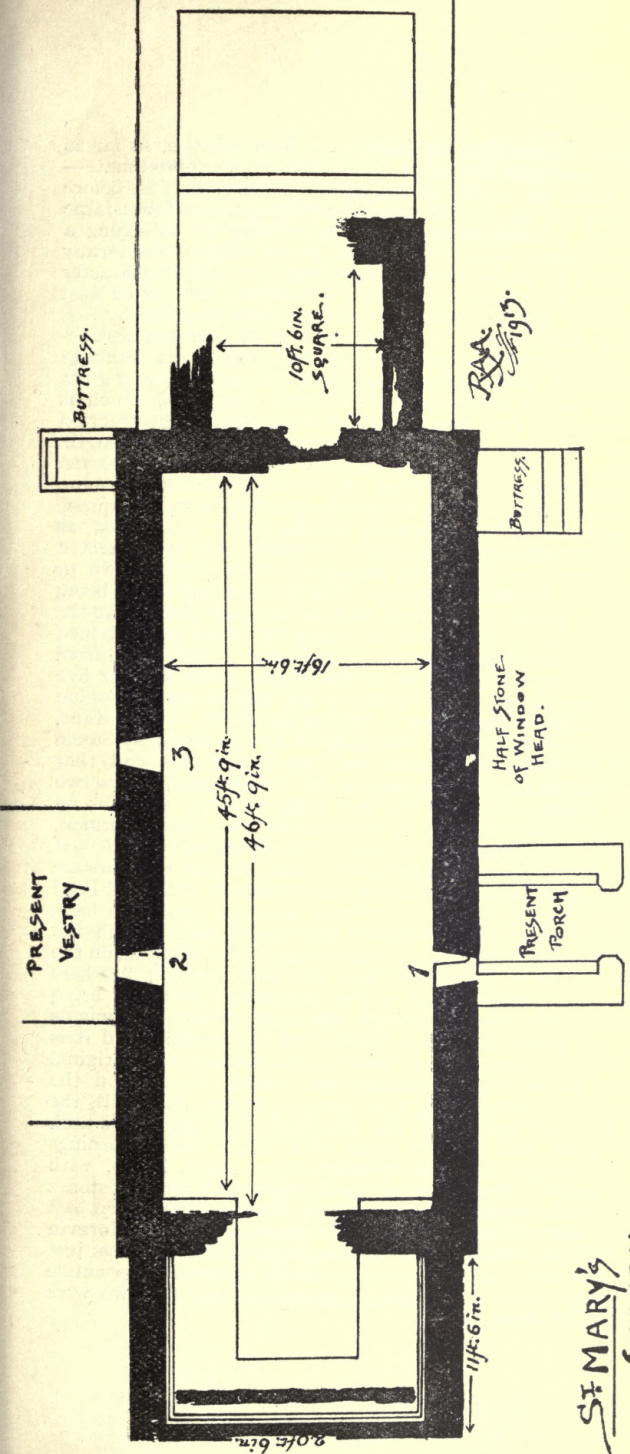 BUTTRESS.
10ft. 6in.
SQUARE.
R.A.A.
1913.
PRESENT
VESTRY
3
2
1
16ft. 6in.
45ft. 9in.
46ft. 9in.
BUTTRESS.
HALF STONE
OF WINDOW
HEAD.
PRESENT
PORCH
11ft. 6in.
20ft. 6in.
ST MARY'S